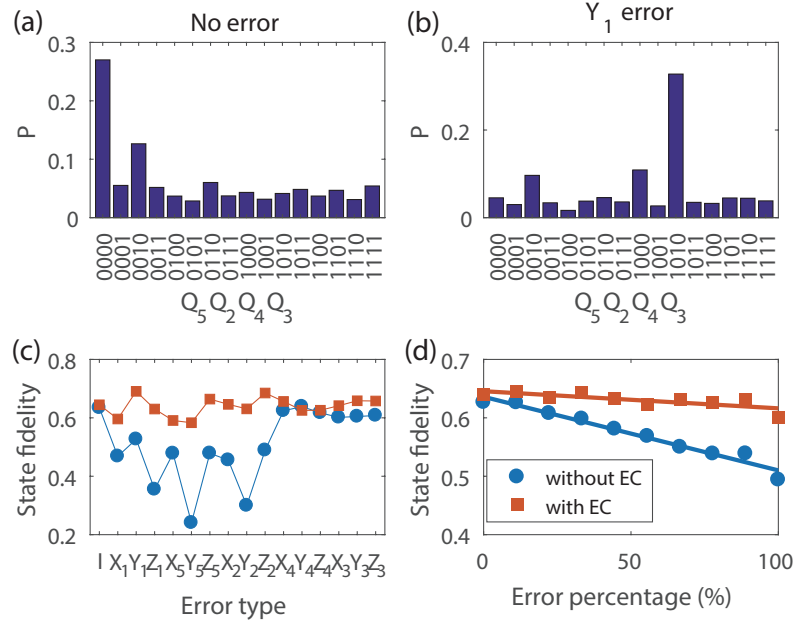 (a) No error
0.3
0.2
0.1
0
P
0000 0001 0010 0011 0100 0101 0110 0111 1000 1001 1010 1011 1100 1101 1110 1111
Q5Q2Q4Q3
(b) Y1 error
0.4
0.2
0
P
0000 0001 0010 0011 0100 0101 0110 0111 1000 1001 1010 1011 1100 1101 1110 1111
Q5Q2Q4Q3
(c)
0.8
0.6
0.4
0.2
State fidelity
I X1 Y1 Z1 X5 Y5 Z5 X2 Y2 Z2 X4 Y4 Z4 X3 Y3 Z3
Error type
(d)
0.7
0.6
0.5
0.4
State fidelity
without EC
with EC
0 50 100
Error percentage (%)